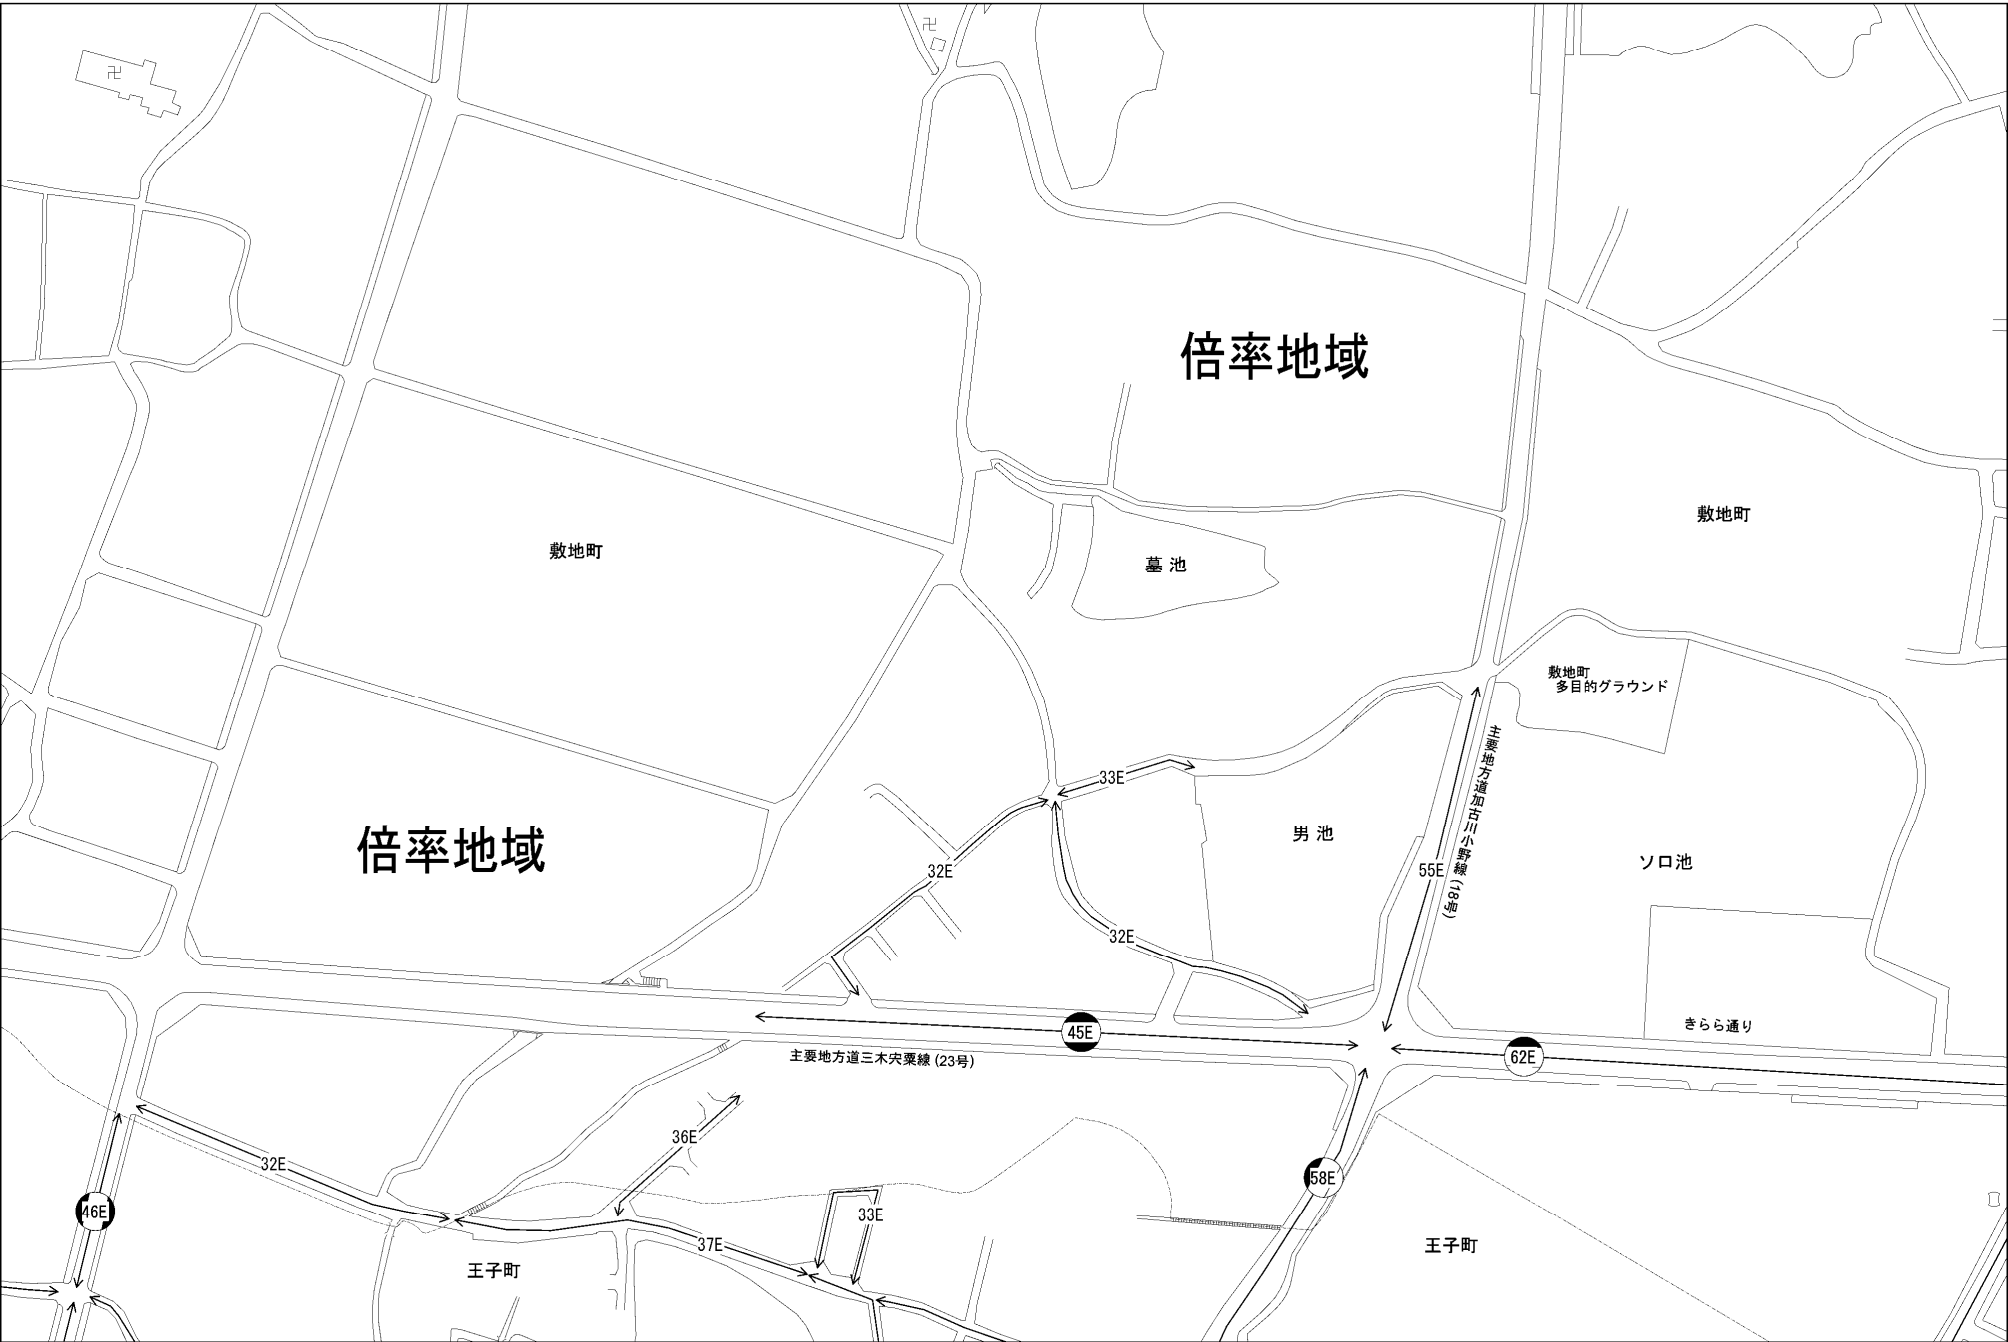 倍率地域
敷地町
敷地町
墓池
敷地町
多目的グラウンド
主要地方道加古川小野線(18号)
33E
男池
倍率地域
32E
55E
ソロ池
32E
45E
きらら通り
主要地方道三木宍粟線(23号)
62E
36E
32E
58E
46E
33E
37E
王子町
王子町